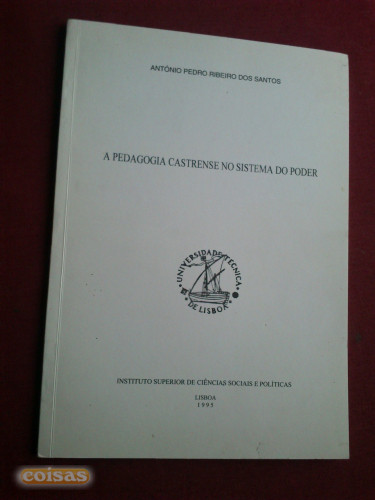 ANTÓNIO PEDRO RIBEIRO DOS SANTOS
A PEDAGOGIA CASTRENSE NO SISTEMA DO PODER
UNIVERSIDADE TÉCNICA
DE LISBOA
INSTITUTO SUPERIOR DE CIÊNCIAS SOCIAIS E POLÍTICAS
LISBOA
1995
coisas